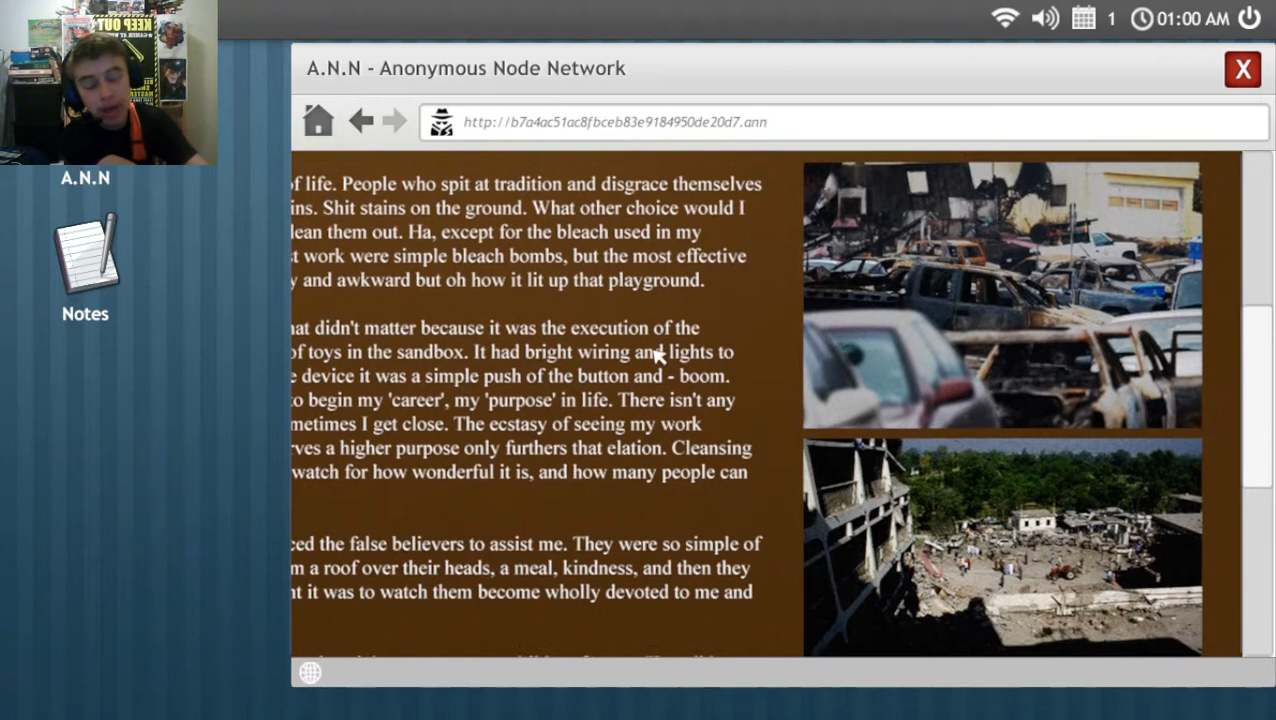 1
01:00 AM
A.N.N - Anonymous Node Network
http://b7a4ac51ac8fbceb83e9184950de20d7.ann
KEEP OUT
A.N.N
Notes
of life. People who spit at tradition and disgrace themselves
ins. Shit stains on the ground. What other choice would I
lean them out. Ha, except for the bleach used in my
t work were simple bleach bombs, but the most effective
y and awkward but oh how it lit up that playground.
hat didn't matter because it was the execution of the
of toys in the sandbox. It had bright wiring and lights to
e device it was a simple push of the button and - boom.
to begin my 'career', my 'purpose' in life. There isn't any
metimes I get close. The ecstasy of seeing my work
rves a higher purpose only furthers that elation. Cleansing
watch for how wonderful it is, and how many people can
ced the false believers to assist me. They were so simple of
m a roof over their heads, a meal, kindness, and then they
nt it was to watch them become wholly devoted to me and